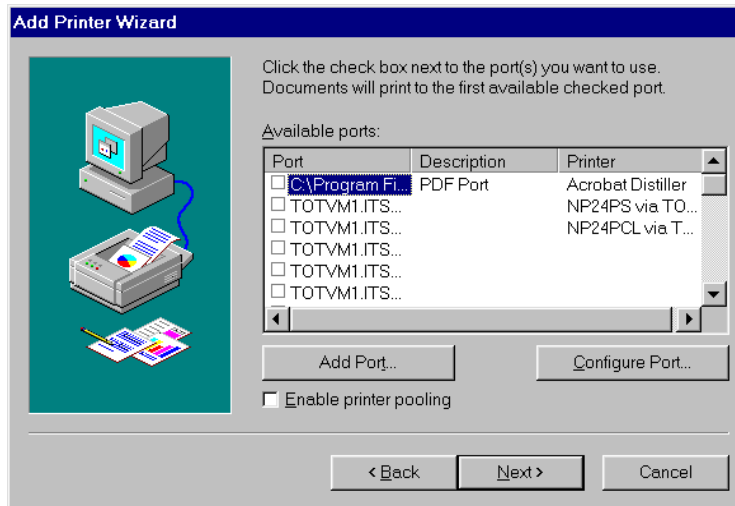 Add Printer Wizard
Click the check box next to the port(s) you want to use.
Documents will print to the first available checked port.
Available ports:
Port Description Printer
C:\Program Fi... PDF Port Acrobat Distiller
TOTVM1.ITS... NP24PS via TO...
TOTVM1.ITS... NP24PCL via T...
TOTVM1.ITS...
TOTVM1.ITS...
TOTVM1.ITS...
Add Port... Configure Port...
Enable printer pooling
< Back Next > Cancel